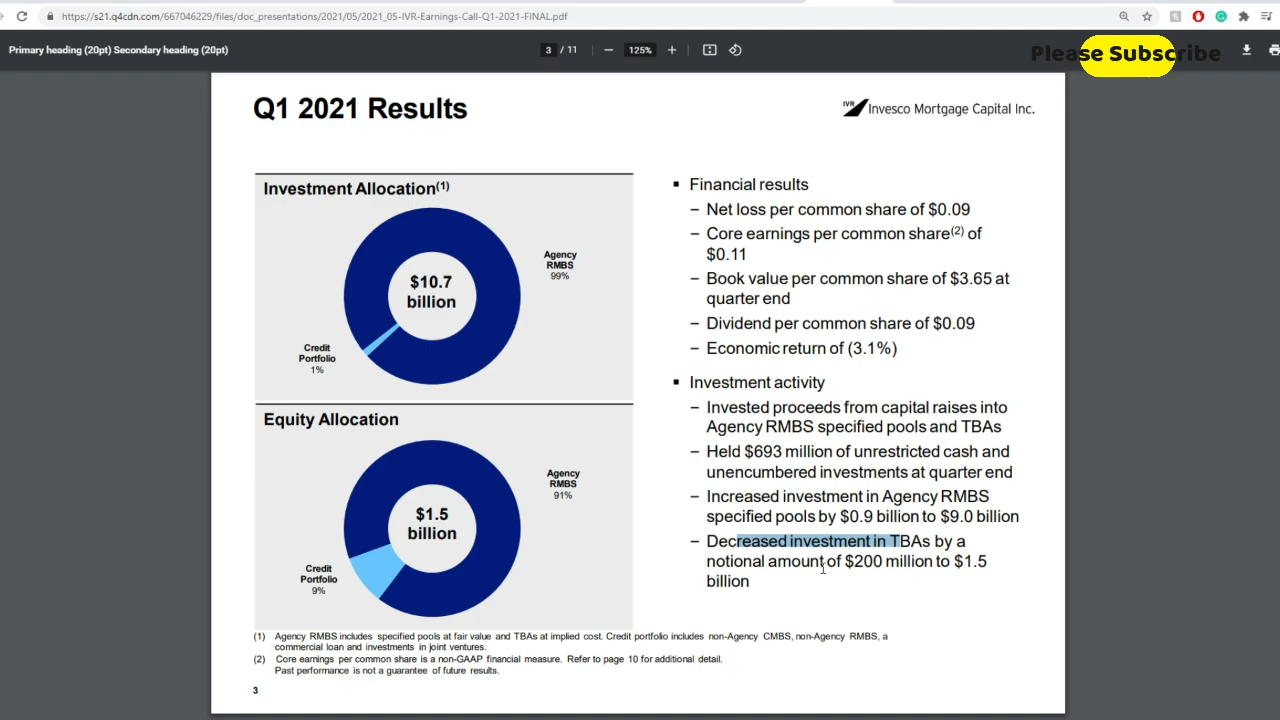 https://s21.q4cdn.com/667046229/files/doc_presentations/2021/05/2021_05-IVR-Earnings-Call-Q1-2021-FINAL.pdf
Primary heading (20pt) Secondary heading (20pt)
3 / 11
125%
Please Subscribe
Q1 2021 Results
IVR Invesco Mortgage Capital Inc.
Investment Allocation(1)
$10.7
billion
Agency
RMBS
99%
Credit
Portfolio
1%
Equity Allocation
$1.5
billion
Agency
RMBS
91%
Credit
Portfolio
9%
▪ Financial results
– Net loss per common share of $0.09
– Core earnings per common share(2) of
$0.11
– Book value per common share of $3.65 at
quarter end
– Dividend per common share of $0.09
– Economic return of (3.1%)
▪ Investment activity
– Invested proceeds from capital raises into
Agency RMBS specified pools and TBAs
– Held $693 million of unrestricted cash and
unencumbered investments at quarter end
– Increased investment in Agency RMBS
specified pools by $0.9 billion to $9.0 billion
– Decreased investment in TBAs by a
notional amount of $200 million to $1.5
billion
(1) Agency RMBS includes specified pools at fair value and TBAs at implied cost. Credit portfolio includes non-Agency CMBS, non-Agency RMBS, a
commercial loan and investments in joint ventures.
(2) Core earnings per common share is a non-GAAP financial measure. Refer to page 10 for additional detail.
Past performance is not a guarantee of future results.
3